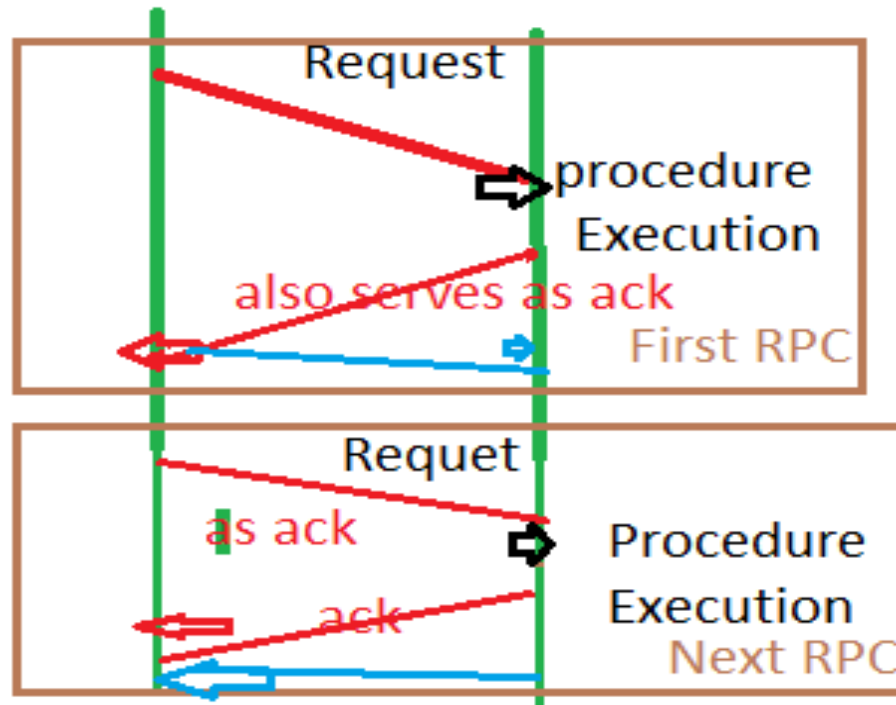 Request
procedure
Execution
also serves as ack
First RPC
Requet
as ack
Procedure
Execution
ack
Next RPC